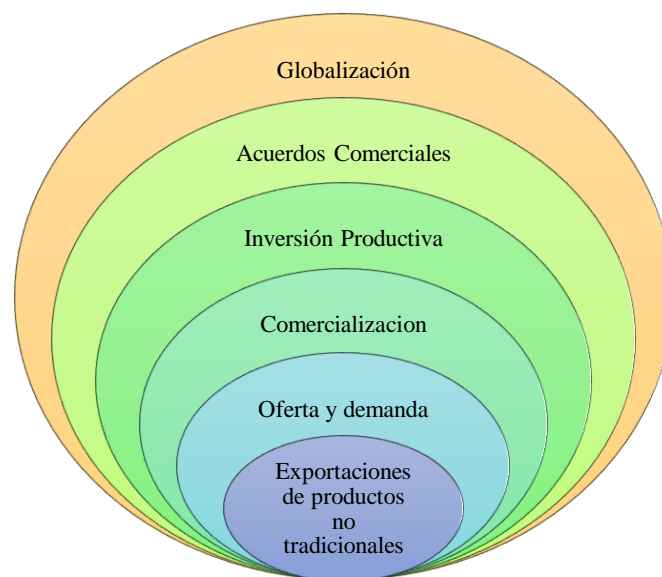 Globalización
Acuerdos Comerciales
Inversión Productiva
Comercializacion
Oferta y demanda
Exportaciones
de productos
no
tradicionales